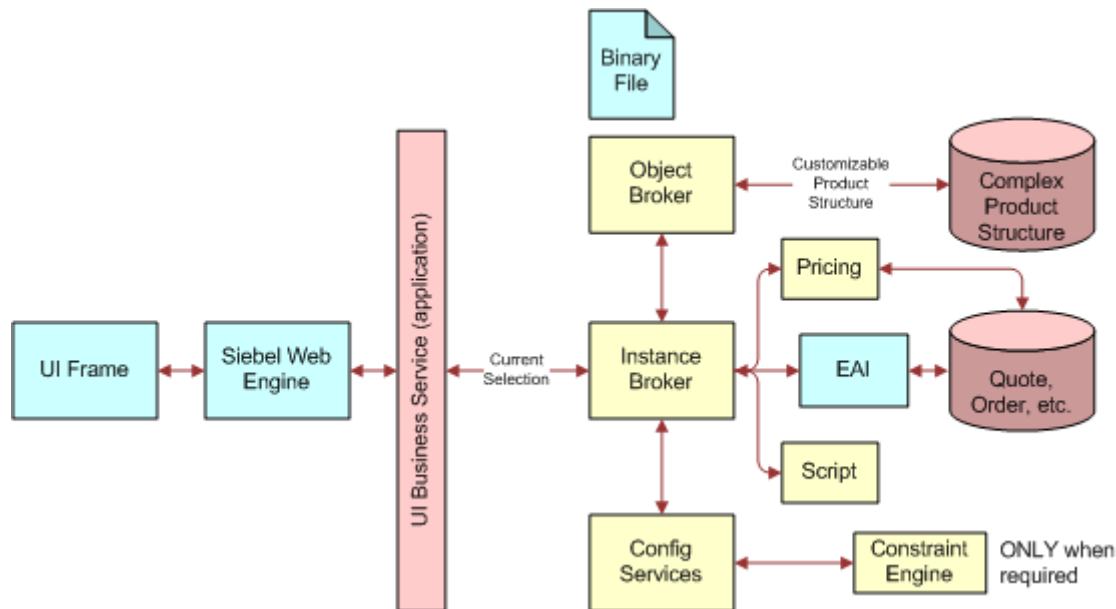 Binary
File
Object
Broker
Customizable
Product
Structure
Complex
Product
Structure
Pricing
UI Frame
Siebel Web
Engine
UI Business Service (application)
Current
Selection
Instance
Broker
EAI
Quote,
Order, etc.
Script
Config
Services
Constraint
Engine
ONLY when
required